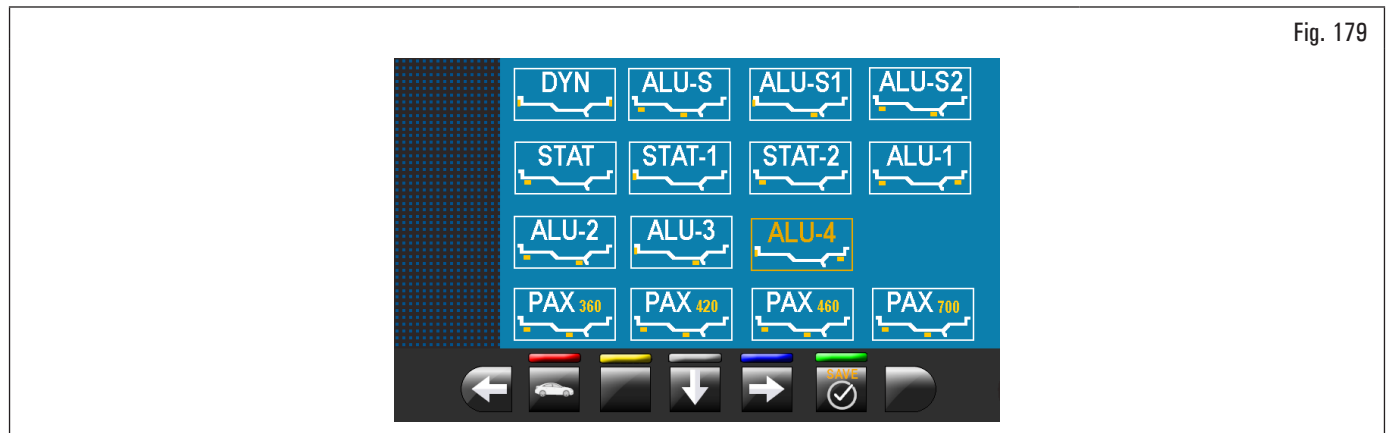 Fig. 179
DYN ALU-S ALU-S1 ALU-S2
STAT STAT-1 STAT-2 ALU-1
ALU-2 ALU-3 ALU-4
PAX 360 PAX 420 PAX 460 PAX 700
SAVE